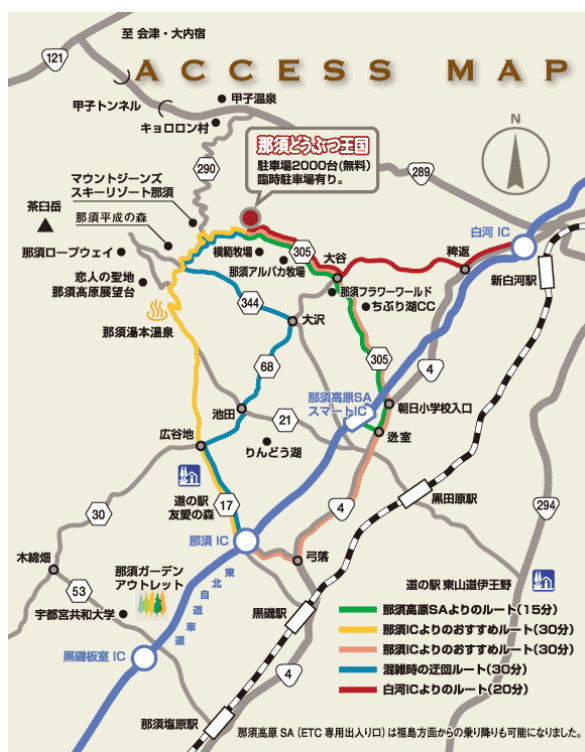 至 会津・大内宿
121
ACCESS MAP
甲子トンネル
甲子温泉
キョロロン村
290
那須どうぶつ王国
駐車場2000台(無料)
臨時駐車場有り。
N
289
マウントジーンズ
スキーリゾート那須
茶臼岳
那須平成の森
白河 IC
那須ロープウェイ
模範牧場
305
大谷
稗返
那須アルパカ牧場
新白河駅
恋人の聖地
那須高原展望台
那須フラワーワールド
344
ちぶり湖CC
那須湯本温泉
大沢
68
305
4
那須高原SA
スマートIC
朝日小学校入口
池田
21
逃室
広谷地
りんどう湖
道の駅
友愛の森
17
黒田原駅
4
294
30
那須 IC
弓落
木綿畑
那須ガーデン
アウトレット
道の駅 東山道伊王野
53
東北自動車道
黒磯駅
宇都宮共和大学
那須高原SAよりのルート(15分)
那須ICよりのおすすめルート(30分)
那須ICよりのおすすめルート(30分)
混雑時の迂回ルート(30分)
白河ICよりのルート(20分)
黒磯板室 IC
4
那須塩原駅
那須高原 SA (ETC 専用出入り口) は福島方面からの乗り降りも可能になりました。